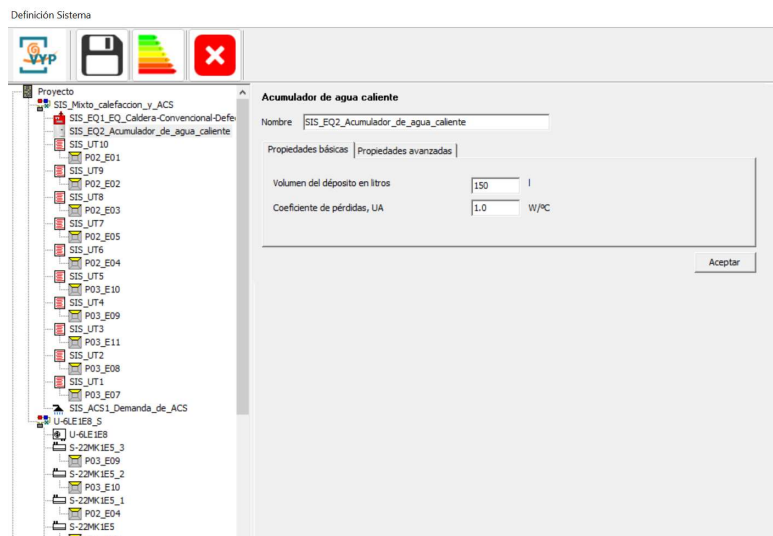 Definición Sistema
VYP
Proyecto
SIS_Mixto_calefaccion_y_ACS
SIS_EQ1_EQ_Caldera-Convencional-Defe
SIS_EQ2_Acumulador_de_agua_caliente
SIS_UT10
P02_E01
SIS_UT9
P02_E02
SIS_UT8
P02_E03
SIS_UT7
P02_E05
SIS_UT6
P02_E04
SIS_UT5
P03_E10
SIS_UT4
P03_E09
SIS_UT3
P03_E11
SIS_UT2
P03_E08
SIS_UT1
P03_E07
SIS_ACS1_Demanda_de_ACS
U-6LE1E8_S
U-6LE1E8
S-22MK1E5_3
P03_E09
S-22MK1E5_2
P03_E10
S-22MK1E5_1
P02_E04
S-22MK1E5
Acumulador de agua caliente
Nombre SIS_EQ2_Acumulador_de_agua_caliente
Propiedades básicas Propiedades avanzadas
Volumen del déposito en litros 150 l
Coeficiente de pérdidas, UA 1.0 W/ºC
Aceptar